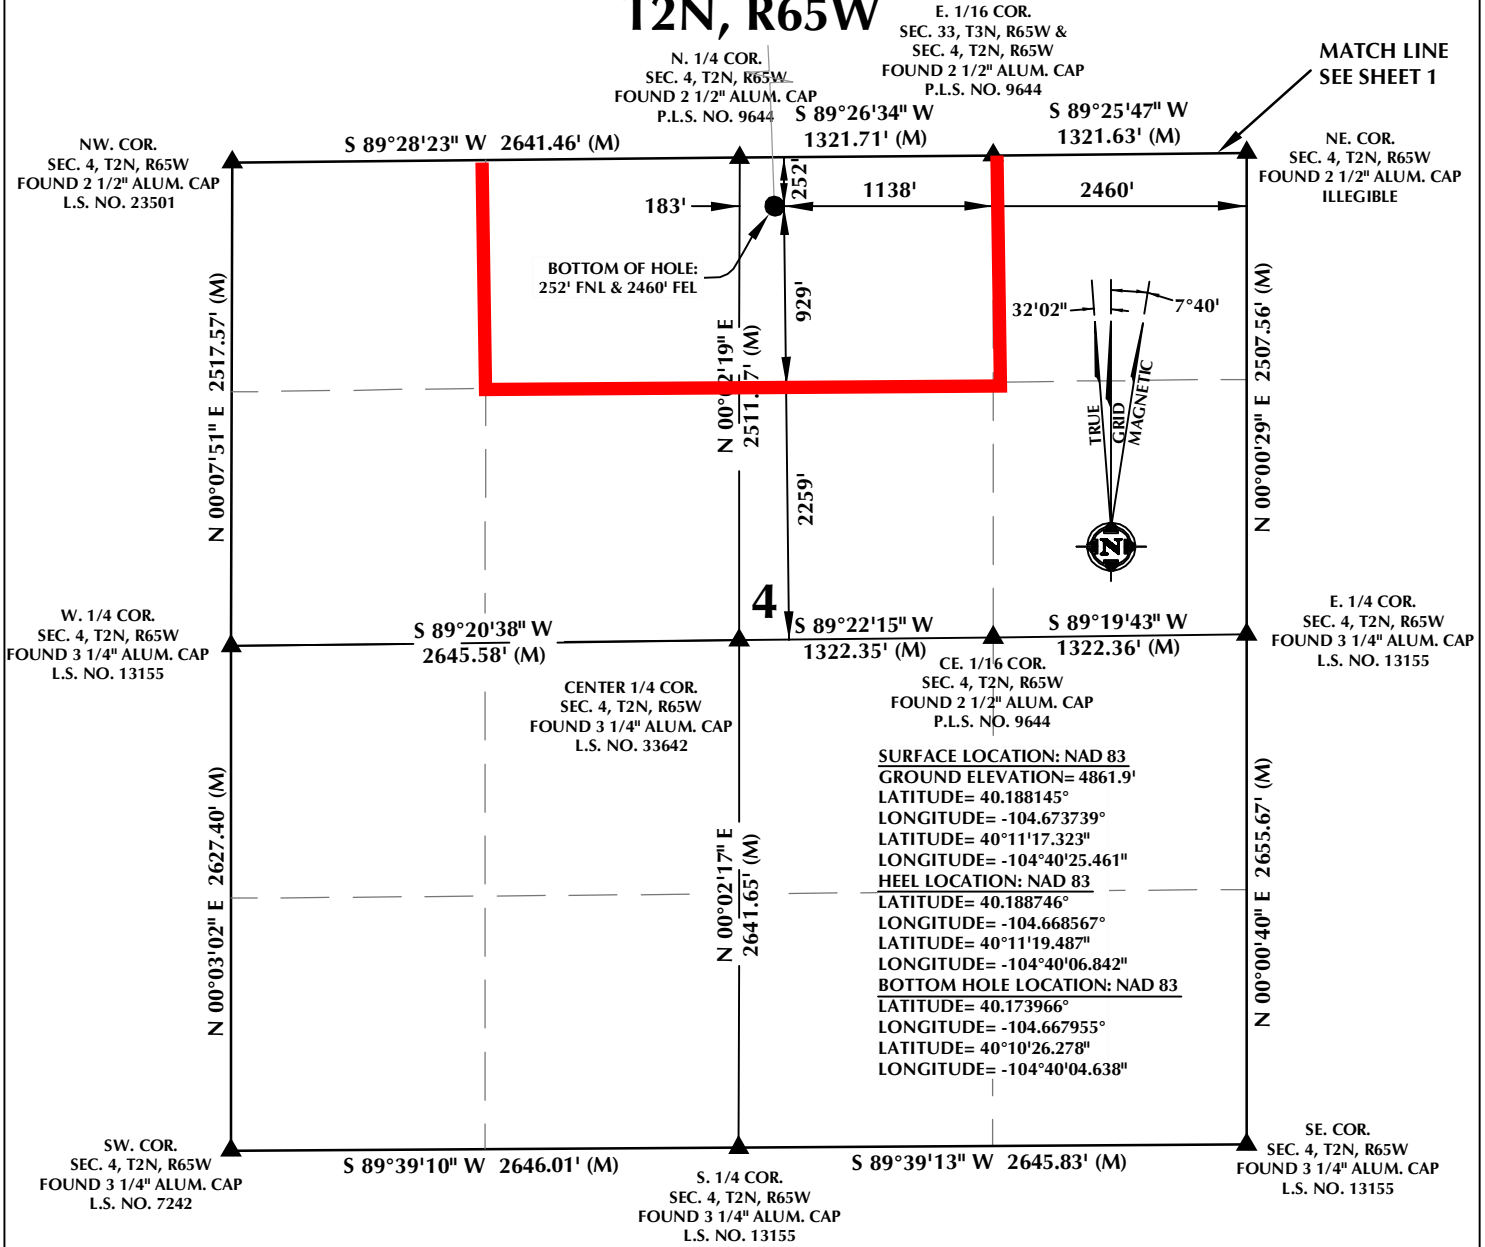 T2N, R65W
E. 1/16 COR.
SEC. 33, T3N, R65W &
SEC. 4, T2N, R65W
FOUND 2 1/2" ALUM. CAP
P.L.S. NO. 9644
N. 1/4 COR.
SEC. 4, T2N, R65W
FOUND 2 1/2" ALUM. CAP
P.L.S. NO. 9644
MATCH LINE
SEE SHEET 1
NW. COR.
SEC. 4, T2N, R65W
FOUND 2 1/2" ALUM. CAP
L.S. NO. 23501
S 89°28'23" W 2641.46' (M)
S 89°26'34" W
1321.71' (M)
S 89°25'47" W
1321.63' (M)
NE. COR.
SEC. 4, T2N, R65W
FOUND 2 1/2" ALUM. CAP
ILLEGIBLE
252'
183'
1138'
2460'
BOTTOM OF HOLE:
252' FNL & 2460' FEL
929'
32'02"
7°40'
TRUE
GRID
MAGNETIC
N
N 00°07'51" E 2517.57' (M)
N 00°02'19" E
N 00°00'29" E 2507.56' (M)
2259'
4
W. 1/4 COR.
SEC. 4, T2N, R65W
FOUND 3 1/4" ALUM. CAP
L.S. NO. 13155
S 89°20'38" W
2645.58' (M)
S 89°22'15" W
1322.35' (M)
S 89°19'43" W
1322.36' (M)
E. 1/4 COR.
SEC. 4, T2N, R65W
FOUND 3 1/4" ALUM. CAP
L.S. NO. 13155
CENTER 1/4 COR.
SEC. 4, T2N, R65W
FOUND 3 1/4" ALUM. CAP
L.S. NO. 33642
CE. 1/16 COR.
SEC. 4, T2N, R65W
FOUND 2 1/2" ALUM. CAP
P.L.S. NO. 9644
SURFACE LOCATION: NAD 83
GROUND ELEVATION= 4861.9'
LATITUDE= 40.188145°
LONGITUDE= -104.673739°
LATITUDE= 40°11'17.323"
LONGITUDE= -104°40'25.461"
HEEL LOCATION: NAD 83
LATITUDE= 40.188746°
LONGITUDE= -104.668567°
LATITUDE= 40°11'19.487"
LONGITUDE= -104°40'06.842"
BOTTOM HOLE LOCATION: NAD 83
LATITUDE= 40.173966°
LONGITUDE= -104.667955°
LATITUDE= 40°10'26.278"
LONGITUDE= -104°40'04.638"
N 00°03'02" E 2627.40' (M)
N 00°02'17" E
2641.65' (M)
N 00°00'40" E 2655.67' (M)
SW. COR.
SEC. 4, T2N, R65W
FOUND 3 1/4" ALUM. CAP
L.S. NO. 7242
S 89°39'10" W 2646.01' (M)
S. 1/4 COR.
SEC. 4, T2N, R65W
FOUND 3 1/4" ALUM. CAP
L.S. NO. 13155
S 89°39'13" W 2645.83' (M)
SE. COR.
SEC. 4, T2N, R65W
FOUND 3 1/4" ALUM. CAP
L.S. NO. 13155